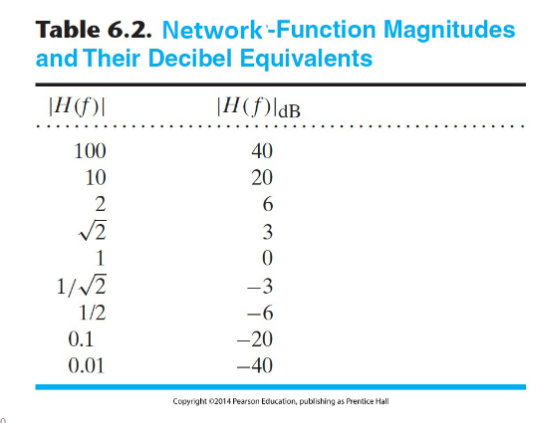 Table 6.2. Network-Function Magnitudes
and Their Decibel Equivalents
|H(f)| |H(f)|dB
100 40
10 20
2 6
√2 3
1 0
1/√2 −3
1/2 −6
0.1 −20
0.01 −40
Copyright ©2014 Pearson Education, publishing as Prentice Hall